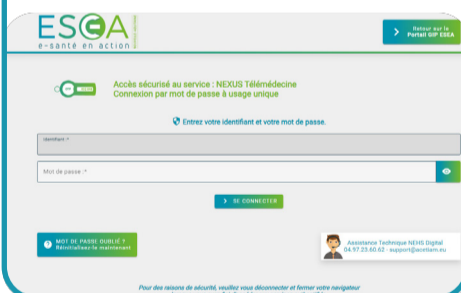 ESEA
e-santé en action
Retour sur le
Portail GIP ESEA
Accès sécurisé au service : NEXUS Télémédecine
Connexion par mot de passe à usage unique
Entrez votre identifiant et votre mot de passe.
Identifiant :*
Mot de passe : *
SE CONNECTER
MOT DE PASSE OUBLIÉ ?
Réinitialisez-le maintenant
Assistance Technique NEHS Digital
04.97.23.60.62 - support@acetiam.eu
Pour des raisons de sécurité, veuillez vous déconnecter et fermer votre navigateur